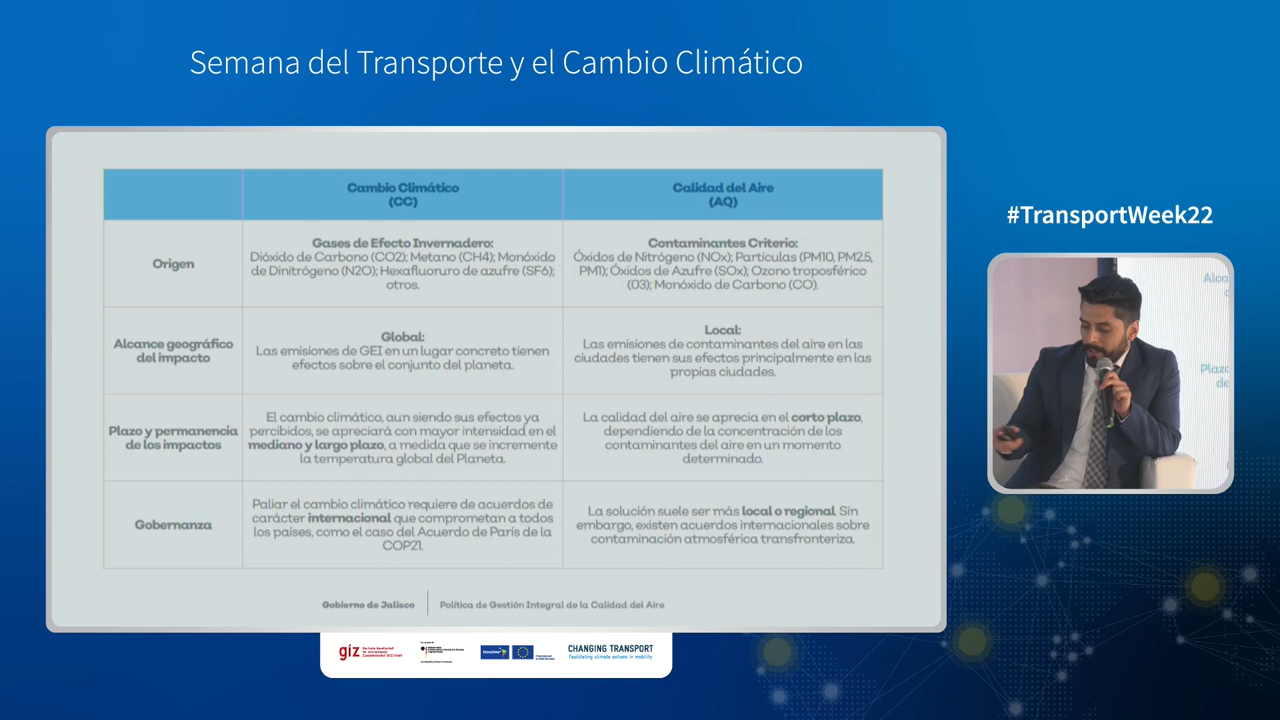 Semana del Transporte y el Cambio Climático
Cambio Climático
(CC)
Calidad del Aire
(AQ)
Origen
Gases de Efecto Invernadero:
Dióxido de Carbono (CO2); Metano (CH4); Monóxido
de Dinitrógeno (N2O); Hexafluoruro de azufre (SF6);
otros.
Contaminantes Criterio:
Óxidos de Nitrógeno (NOx); Partículas (PM10, PM2.5,
PM1); Óxidos de Azufre (SOx); Ozono troposférico
(03); Monóxido de Carbono (CO).
Alcance geográfico
del impacto
Global:
Las emisiones de GEI en un lugar concreto tienen
efectos sobre el conjunto del planeta.
Local:
Las emisiones de contaminantes del aire en las
ciudades tienen sus efectos principalmente en las
propias ciudades.
Plazo y permanencia
de los impactos
El cambio climático, aun siendo sus efectos ya
percibidos, se apreciará con mayor intensidad en el
mediano y largo plazo, a medida que se incremente
la temperatura global del Planeta.
La calidad del aire se aprecia en el corto plazo,
dependiendo de la concentración de los
contaminantes del aire en un momento
determinado.
Gobernanza
Paliar el cambio climático requiere de acuerdos de
carácter internacional que comprometan a todos
los países, como el caso del Acuerdo de París de la
COP21.
La solución suele ser más local o regional. Sin
embargo, existen acuerdos internacionales sobre
contaminación atmosférica transfronteriza.
Gobierno de Jalisco
Política de Gestión Integral de la Calidad del Aire
#TransportWeek22
Alca
Plazo
de
giz
CHANGING TRANSPORT
Facilitating climate actions in mobility